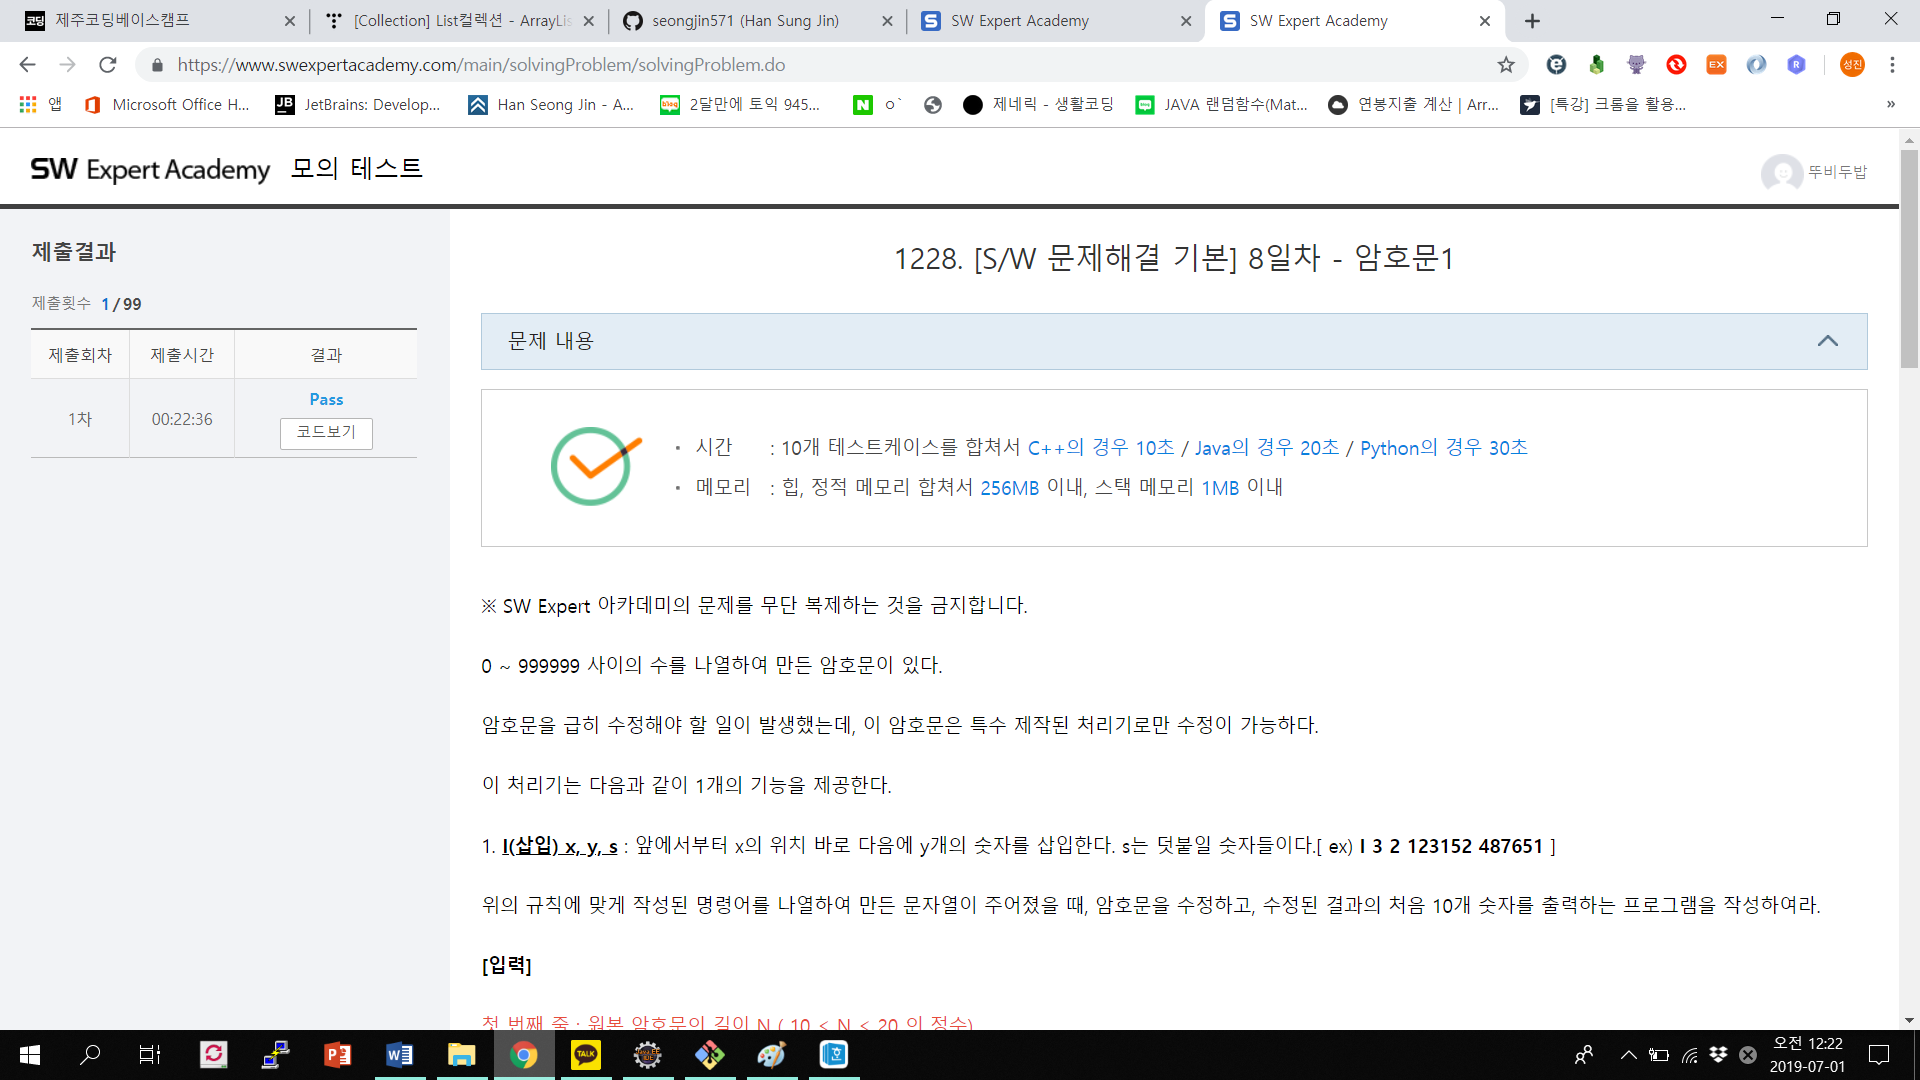 제주코딩베이스캠프
[Collection] List컬렉션 - ArrayLis
seongjin571 (Han Sung Jin)
SW Expert Academy
SW Expert Academy
https://www.swexpertacademy.com/main/solvingProblem/solvingProblem.do
성진
앱
Microsoft Office H...
JetBrains: Develop...
Han Seong Jin - A...
2달만에 토익 945...
ㅇ`
제네릭 - 생활코딩
JAVA 랜덤함수(Mat...
연봉지출 계산 | Arr...
[특강] 크롬을 활용...
»
SW Expert Academy 모의 테스트
뚜비두밥
제출결과
제출횟수 1 / 99
제출회차 제출시간 결과
1차 00:22:36 Pass
코드보기
1228. [S/W 문제해결 기본] 8일차 - 암호문1
문제 내용
· 시간 : 10개 테스트케이스를 합쳐서 C++의 경우 10초 / Java의 경우 20초 / Python의 경우 30초
· 메모리 : 힙, 정적 메모리 합쳐서 256MB 이내, 스택 메모리 1MB 이내
※ SW Expert 아카데미의 문제를 무단 복제하는 것을 금지합니다.
0 ~ 999999 사이의 수를 나열하여 만든 암호문이 있다.
암호문을 급히 수정해야 할 일이 발생했는데, 이 암호문은 특수 제작된 처리기로만 수정이 가능하다.
이 처리기는 다음과 같이 1개의 기능을 제공한다.
1. I(삽입) x, y, s : 앞에서부터 x의 위치 바로 다음에 y개의 숫자를 삽입한다. s는 덧붙일 숫자들이다.[ ex) I 3 2 123152 487651 ]
위의 규칙에 맞게 작성된 명령어를 나열하여 만든 문자열이 주어졌을 때, 암호문을 수정하고, 수정된 결과의 처음 10개 숫자를 출력하는 프로그램을 작성하여라.
[입력]
첫 번째 줄 : 원본 암호문의 길이 N ( 10 ≤ N ≤ 20 의 정수)
오전 12:22
2019-07-01